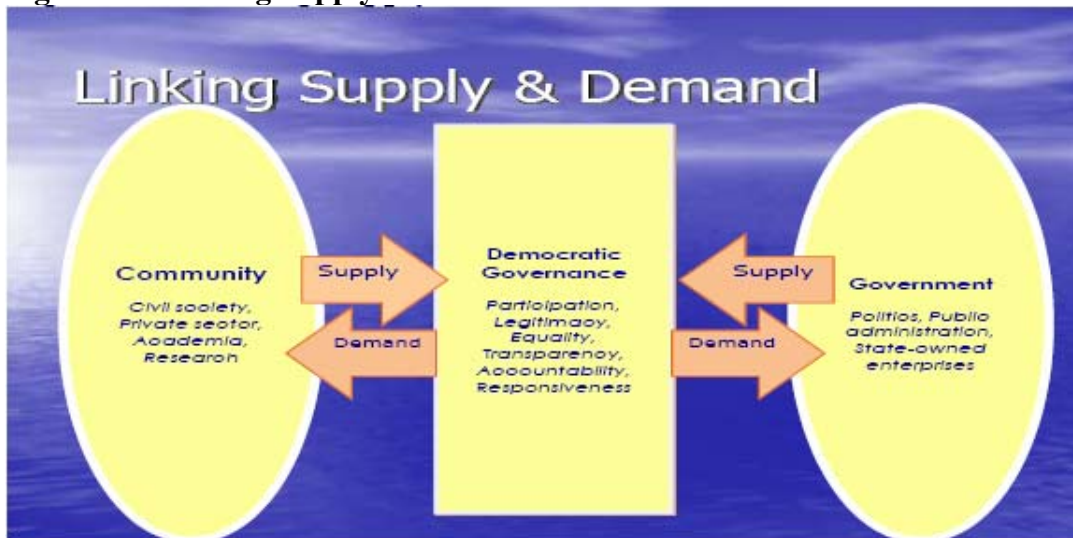 Linking Supply & Demand
Community
Civil society,
Private sector,
Academia,
Research
Supply
Demand
Democratic
Governance
Participation,
Legitimacy,
Equality,
Transparency,
Accountability,
Responsiveness
Supply
Demand
Government
Politics, Public
administration,
State-owned
enterprises